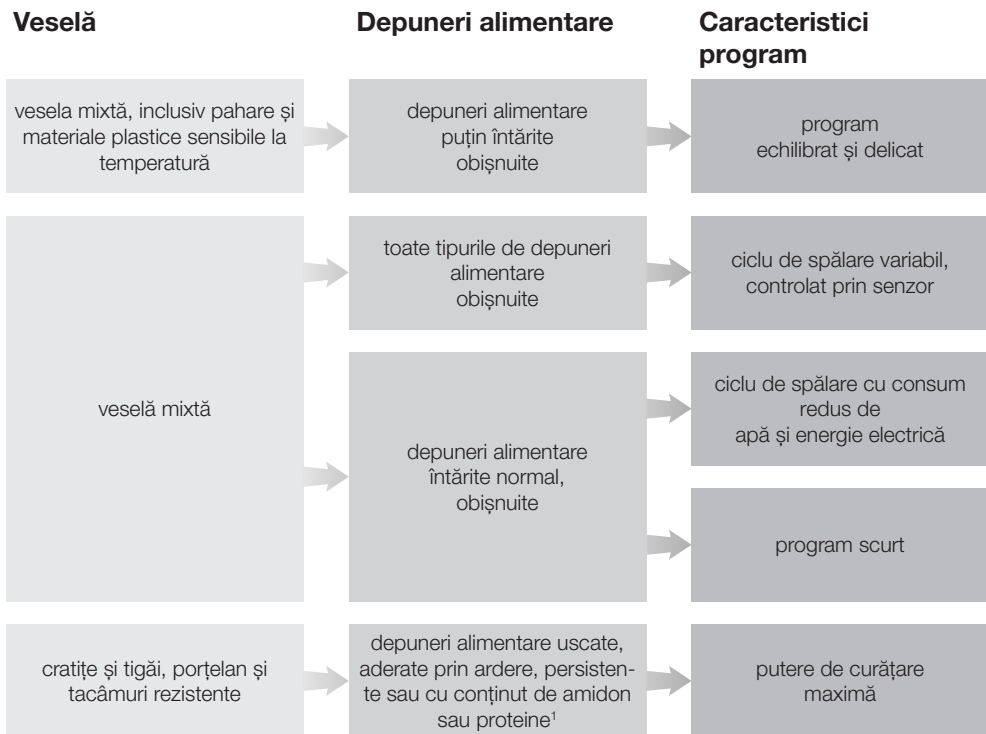 Veselă
Depuneri alimentare
Caracteristici
program
vesela mixtă, inclusiv pahare și
materiale plastice sensibile la
temperatură
depuneri alimentare
puțin întărite
obișnuite
program
echilibrat și delicat
veselă mixtă
toate tipurile de depuneri
alimentare
obișnuite
ciclu de spălare variabil,
controlat prin senzor
depuneri alimentare
întărite normal,
obișnuite
ciclu de spălare cu consum
redus de
apă și energie electrică
program scurt
cratițe și tigăi, porțelan și
tacâmuri rezistente
depuneri alimentare uscate,
aderate prin ardere, persisten-
te sau cu conținut de amidon
sau proteine¹
putere de curățare
maximă